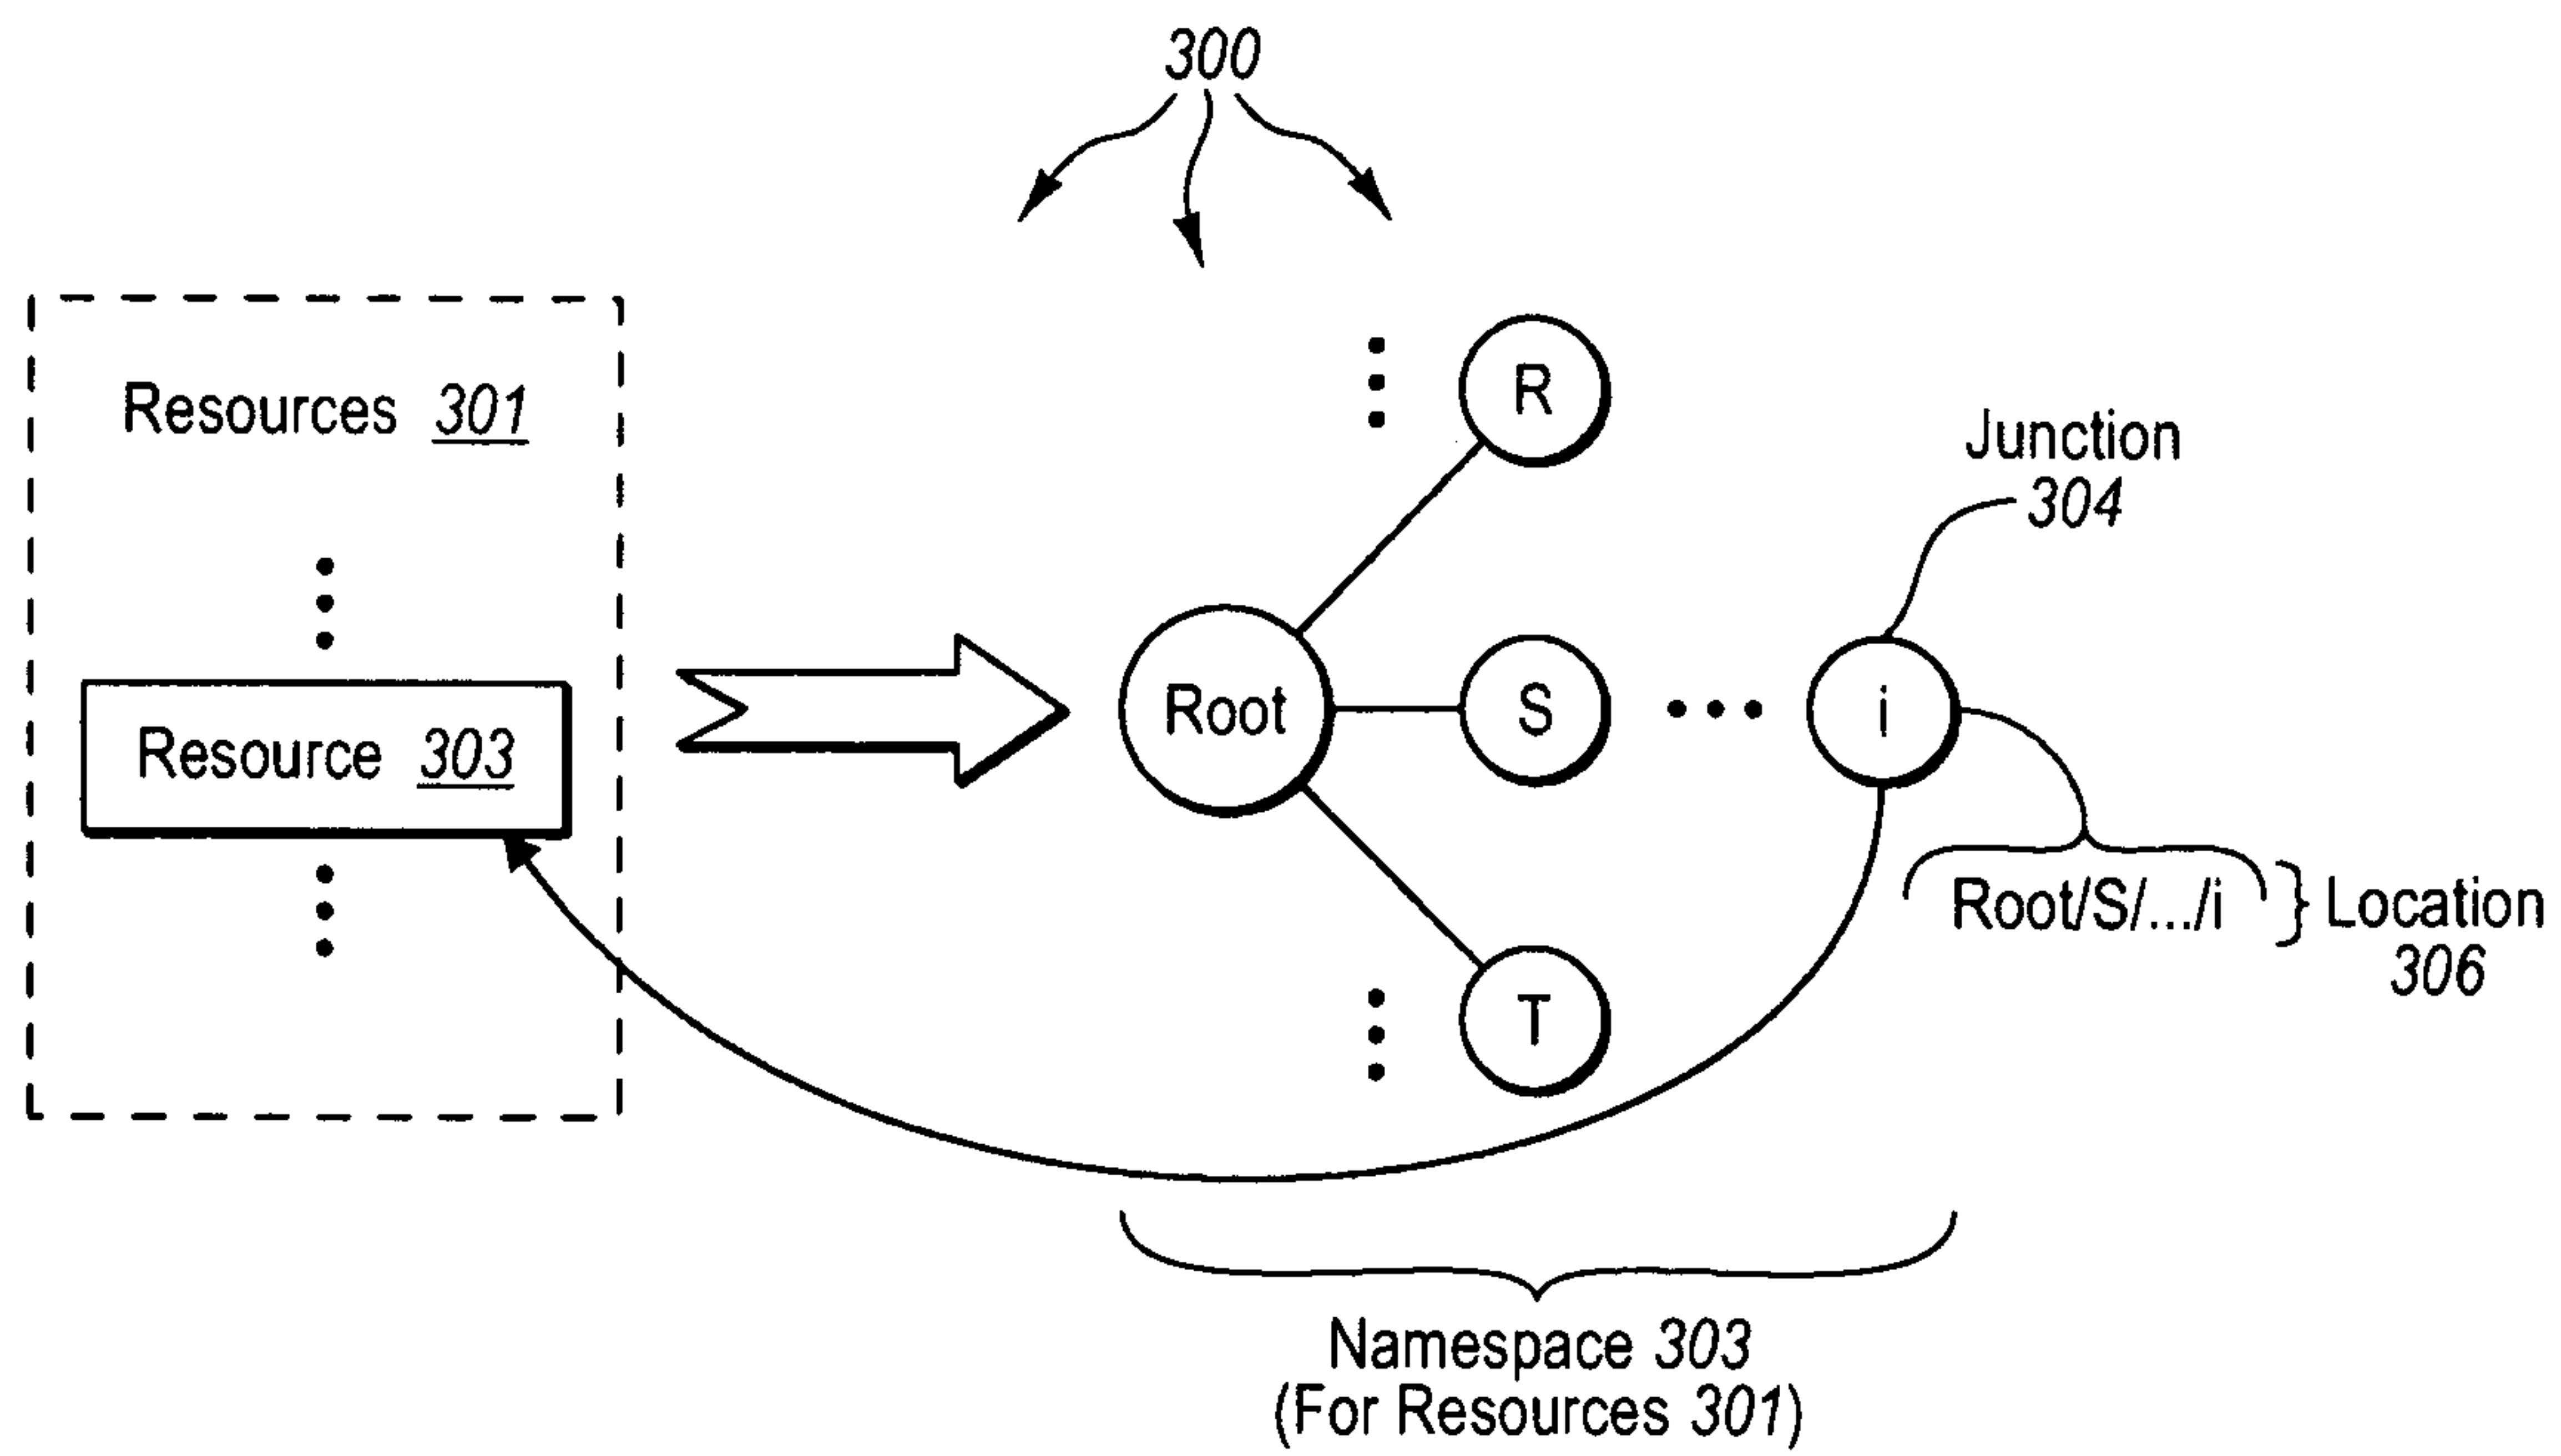 300
Resources 301
Resource 303
Root
R
S
T
i
Junction
304
Root/S/.../i
Location
306
Namespace 303
(For Resources 301)